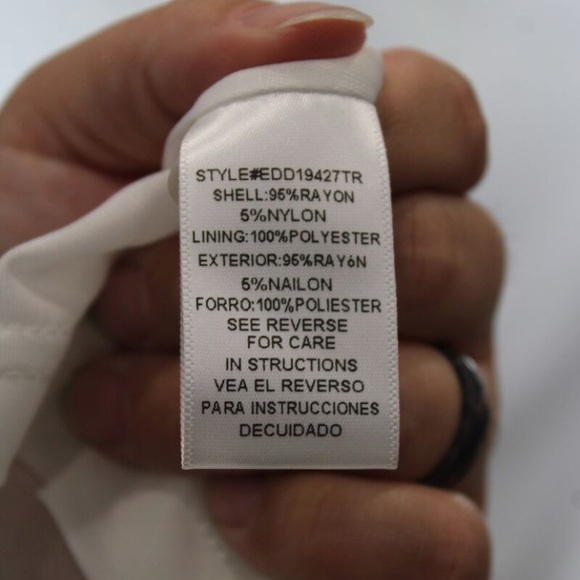 STYLE#EDD19427TR
SHELL:95%RAYON
5%NYLON
LINING:100%POLYESTER
EXTERIOR:95%RAYóN
5%NAILON
FORRO:100%POLIESTER
SEE REVERSE
FOR CARE
IN STRUCTIONS
VEA EL REVERSO
PARA INSTRUCCIONES
DECUIDADO